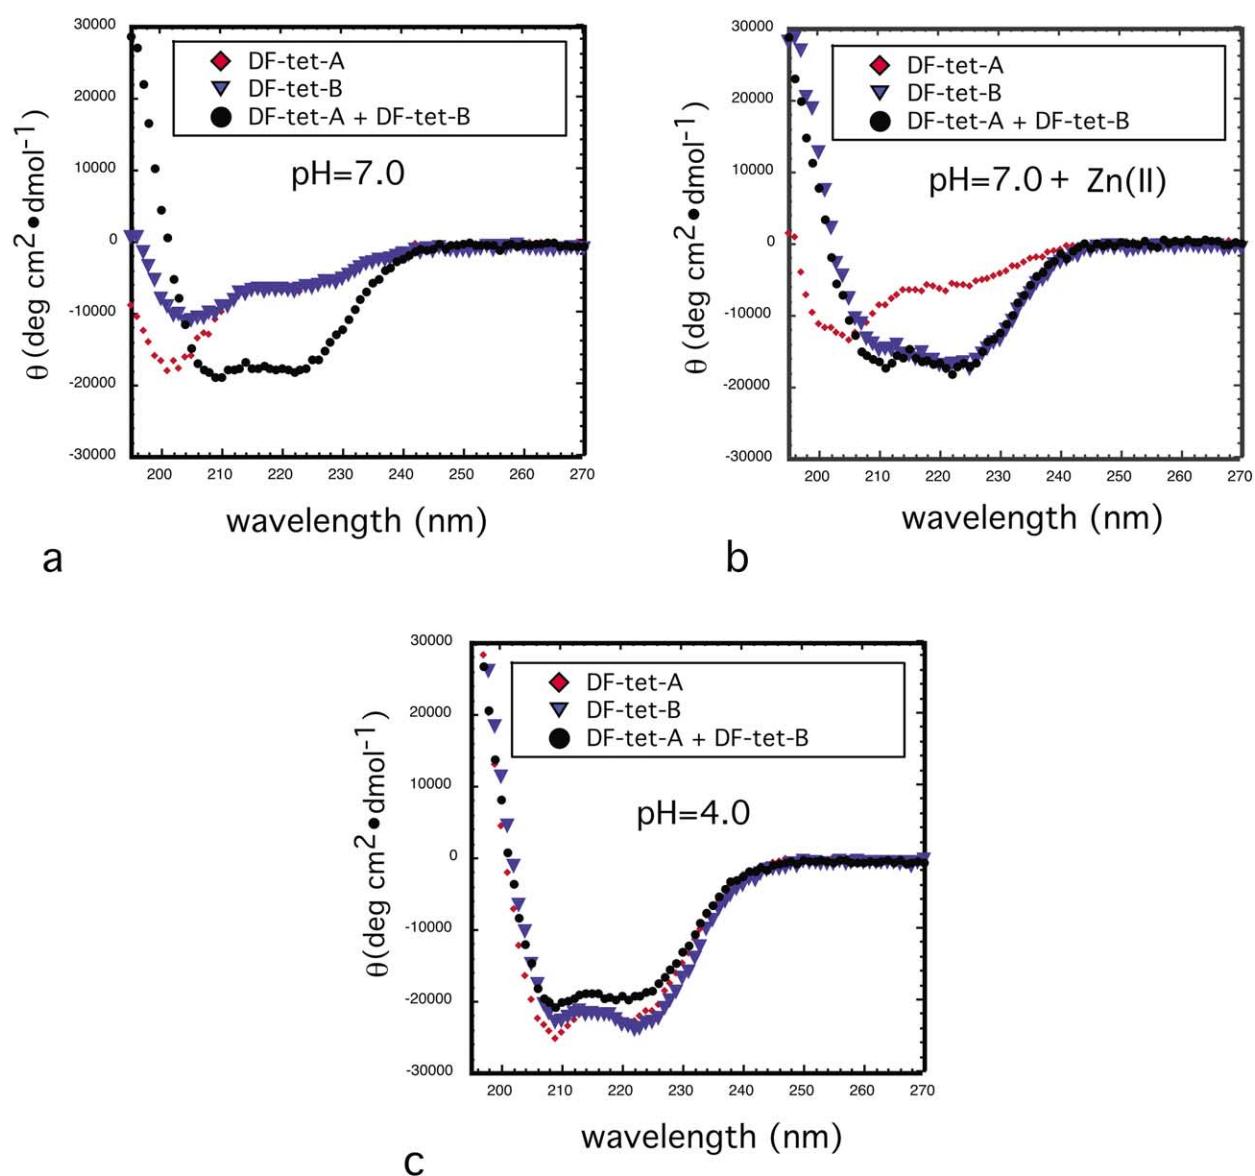 30000
20000
10000
0
-10000
-20000
-30000
θ (deg cm2•dmol-1)
DF-tet-A
DF-tet-B
DF-tet-A + DF-tet-B
pH=7.0
200 210 220 230 240 250 260 270
wavelength (nm)
a
30000
20000
10000
0
-10000
-20000
-30000
θ (deg cm2•dmol-1)
DF-tet-A
DF-tet-B
DF-tet-A + DF-tet-B
pH=7.0 + Zn(II)
200 210 220 230 240 250 260 270
wavelength (nm)
b
30000
20000
10000
0
-10000
-20000
-30000
θ(deg cm2•dmol-1)
DF-tet-A
DF-tet-B
DF-tet-A + DF-tet-B
pH=4.0
200 210 220 230 240 250 260 270
wavelength (nm)
c